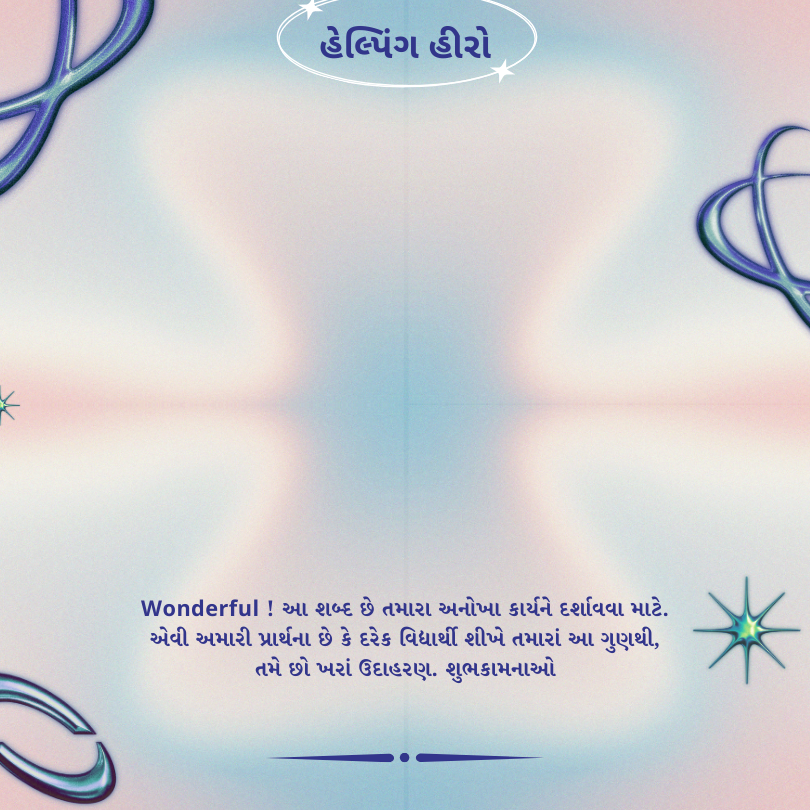 હેલ્પિંગ હીરો
Wonderful ! આ શબ્દ છે તમારા અનોખા કાર્યને દર્શાવવા માટે.
એવી અમારી પ્રાર્થના છે કે દરેક વિદ્યાર્થી શીખે તમારાં આ ગુણથી,
તમે છો ખરાં ઉદાહરણ. શુભકામનાઓ